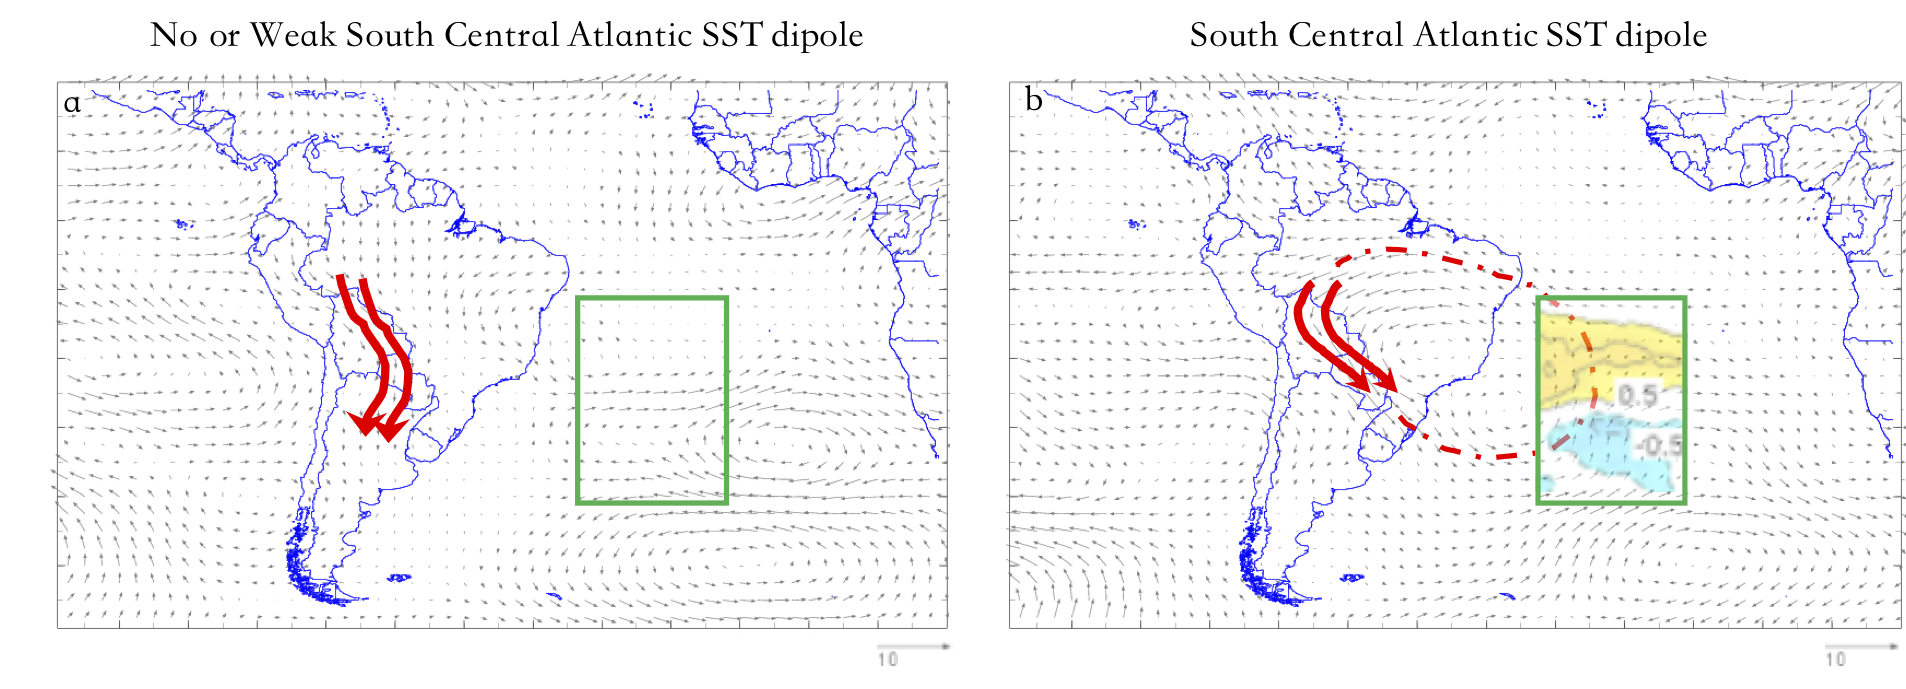 No or Weak South Central Atlantic SST dipole
South Central Atlantic SST dipole
a
b
0.5
-0.5
10
10